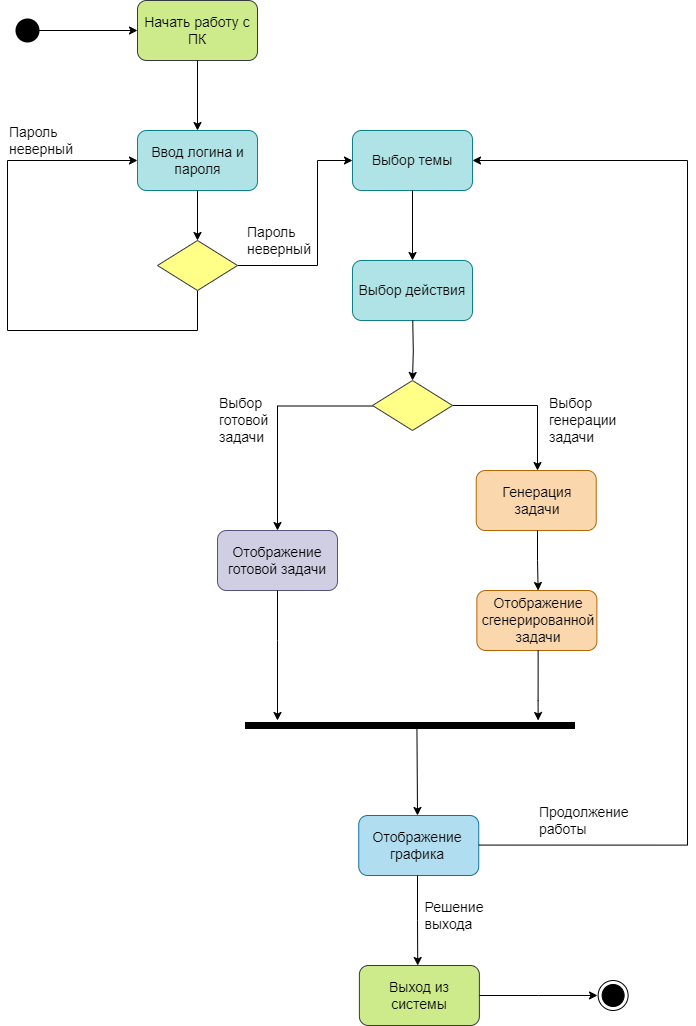 Начать работу с
ПК
Пароль
неверный
Ввод логина и
пароля
Выбор темы
Пароль
неверный
Выбор действия
Выбор
готовой
задачи
Выбор
генерации
задачи
Генерация
задачи
Отображение
готовой задачи
Отображение
сгенерированной
задачи
Продолжение
работы
Отображение
графика
Решение
выхода
Выход из
системы